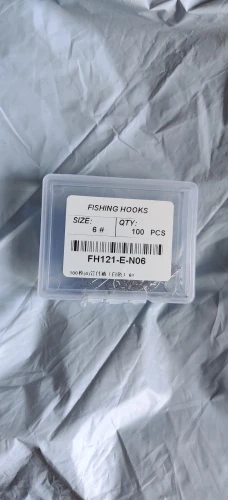 FISHING HOOKS
SIZE: QTY:
6 # 100 PCS
FH121-E-N06